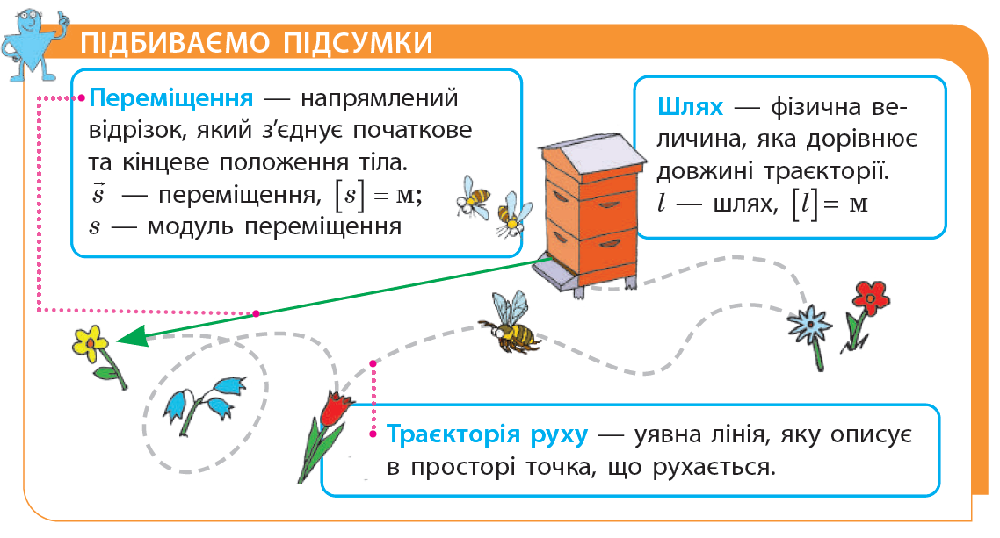 ПІДБИВАЄМО ПІДСУМКИ
Переміщення — напрямлений
відрізок, який з’єднує початкове
та кінцеве положення тіла.
s⃗ — переміщення, [s] = м;
s — модуль переміщення
Шлях — фізична ве-
личина, яка дорівнює
довжині траєкторії.
l — шлях, [l] = м
Траєкторія руху — уявна лінія, яку описує
в просторі точка, що рухається.